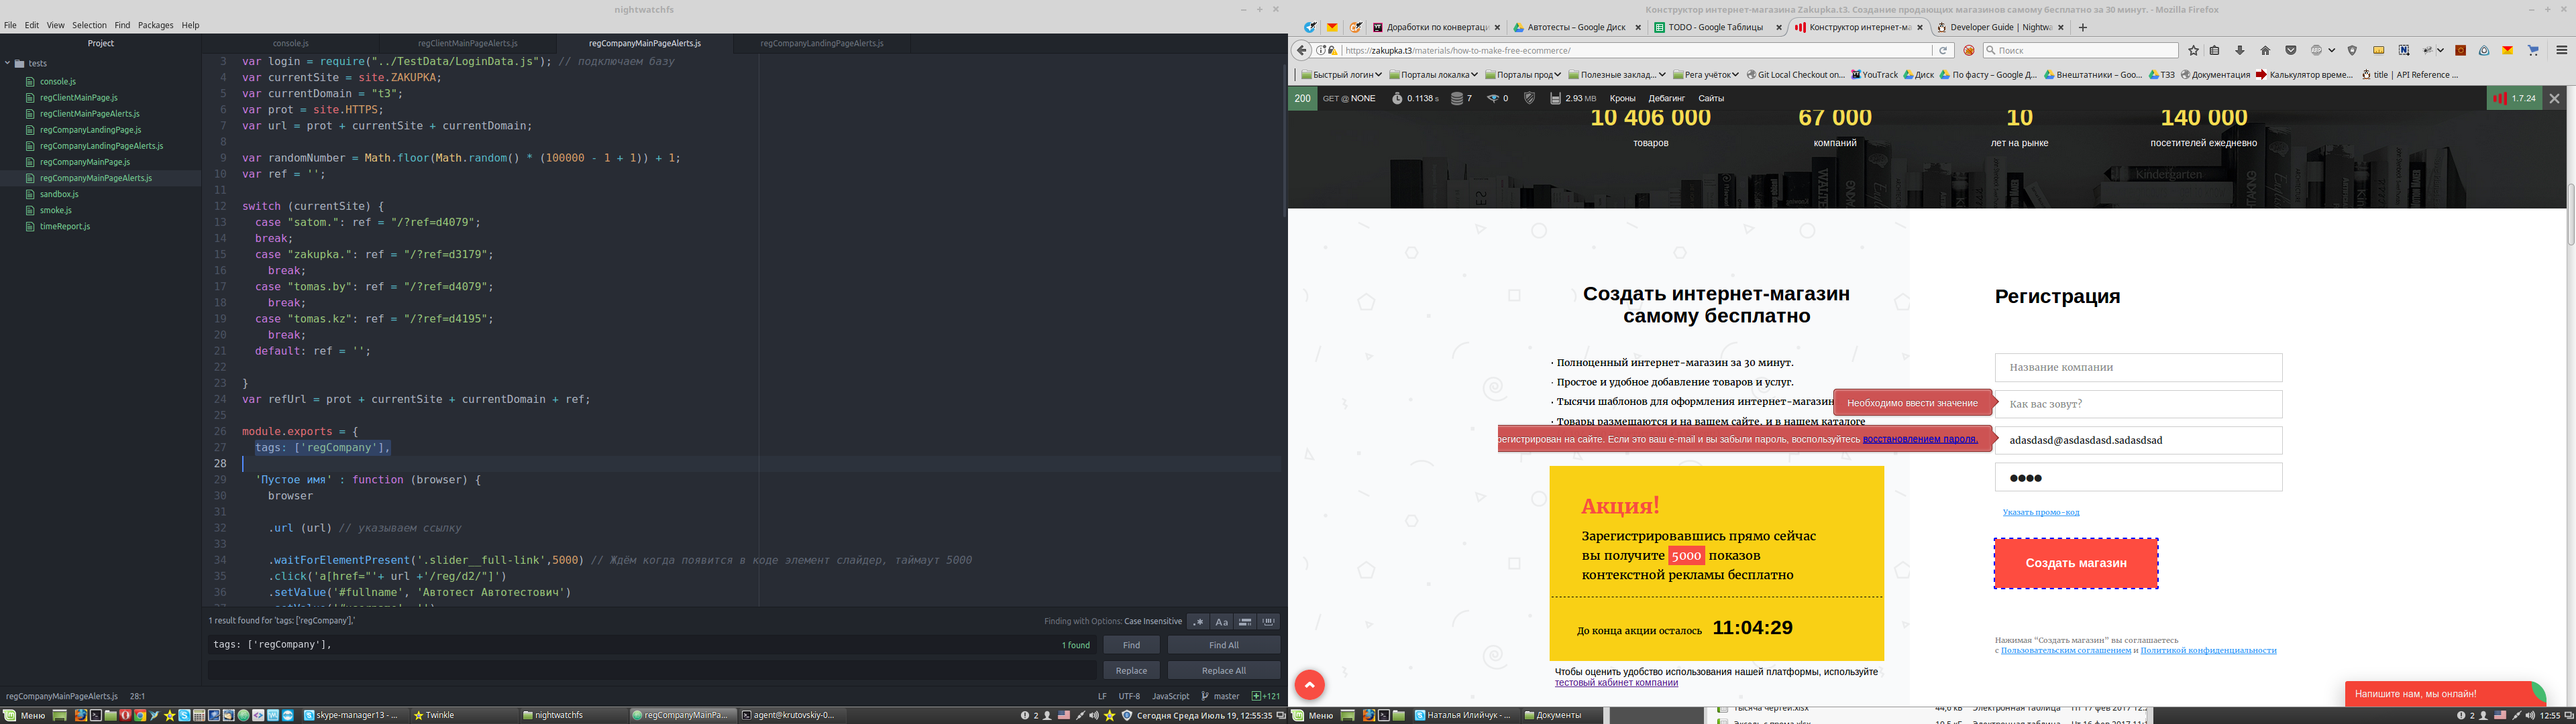 nightwatchfs
File Edit View Selection Find Packages Help
Project
tests
console.js
regClientMainPage.js
regClientMainPageAlerts.js
regCompanyLandingPage.js
regCompanyLandingPageAlerts.js
regCompanyMainPage.js
regCompanyMainPageAlerts.js
sandbox.js
smoke.js
timeReport.js
console.js regClientMainPageAlerts.js regCompanyMainPageAlerts.js regCompanyLandingPageAlerts.js
3 var login = require("../TestData/LoginData.js"); // подключаем базу
4 var currentSite = site.ZAKUPKA;
5 var currentDomain = "t3";
6 var prot = site.HTTPS;
7 var url = prot + currentSite + currentDomain;
8
9 var randomNumber = Math.floor(Math.random() * (100000 - 1 + 1)) + 1;
10 var ref = '';
11
12 switch (currentSite) {
13 case "satom.": ref = "/?ref=d4079";
14 break;
15 case "zakupka.": ref = "/?ref=d3179";
16 break;
17 case "tomas.by": ref = "/?ref=d4079";
18 break;
19 case "tomas.kz": ref = "/?ref=d4195";
20 break;
21 default: ref = '';
22
23 }
24 var refUrl = prot + currentSite + currentDomain + ref;
25
26 module.exports = {
27 tags: ['regCompany'],
28
29 'Пустое имя' : function (browser) {
30 browser
31
32 .url (url) // указываем ссылку
33
34 .waitForElementPresent('.slider__full-link',5000) // Ждём когда появится в коде элемент слайдер, таймаут 5000
35 .click('a[href="'+ url +'/reg/d2/"]')
36 .setValue('#fullname', 'Автотест Автотестович')
1 result found for 'tags: ['regCompany'],'
Finding with Options: Case Insensitive .* Aa
tags: ['regCompany'], 1 found Find Find All
Replace Replace All
regCompanyMainPageAlerts.js 28:1 LF UTF-8 JavaScript master +121
Меню skype-manager13 - ... Twinkle nightwatchfs regCompanyMainPa... agent@krutovskiy-0... 2 Сегодня Среда Июль 19, 12:55:35
Конструктор интернет-магазина Zakupka.t3. Создание продающих магазинов самому бесплатно за 30 минут. - Mozilla Firefox
Доработки по конвертац Автотесты – Google Диск TODO - Google Таблицы Конструктор интернет-ма Developer Guide | Nightwa
https://zakupka.t3/materials/how-to-make-free-ecommerce/ Поиск
Быстрый логин Порталы локалка Порталы прод Полезные заклад... Рега учёток Git Local Checkout on... YouTrack Диск По фасту – Google Д... Внештатники – Goo... ТЗЗ Документация Калькулятор време... title | API Reference ...
200 GET @ NONE 0.1138 s 7 0 2.93 MB Кроны Дебагинг Сайты 1.7.24
10 406 000 67 000 10 140 000
товаров компаний лет на рынке посетителей ежедневно
Kindergarten
Создать интернет-магазин
самому бесплатно
· Полноценный интернет-магазин за 30 минут.
· Простое и удобное добавление товаров и услуг.
· Тысячи шаблонов для оформления интернет-магазин
· Товары размещаются и на вашем сайте, и в нашем каталоге
Регистрация
Название компании
Необходимо ввести значение
Как вас зовут?
регистрирован на сайте. Если это ваш e-mail и вы забыли пароль, воспользуйтесь восстановлением пароля.
adasdasd@asdasdasd.sadasdsad
Указать промо-код
Создать магазин
Нажимая “Создать магазин” вы соглашаетесь
с Пользовательским соглашением и Политикой конфиденциальности
Акция!
Зарегистрировавшись прямо сейчас
вы получите 5000 показов
контекстной рекламы бесплатно
До конца акции осталось 11:04:29
Чтобы оценить удобство использования нашей платформы, используйте
тестовый кабинет компании
Напишите нам, мы онлайн!
Меню Наталья Илийчук - ... Документы 2 12:55